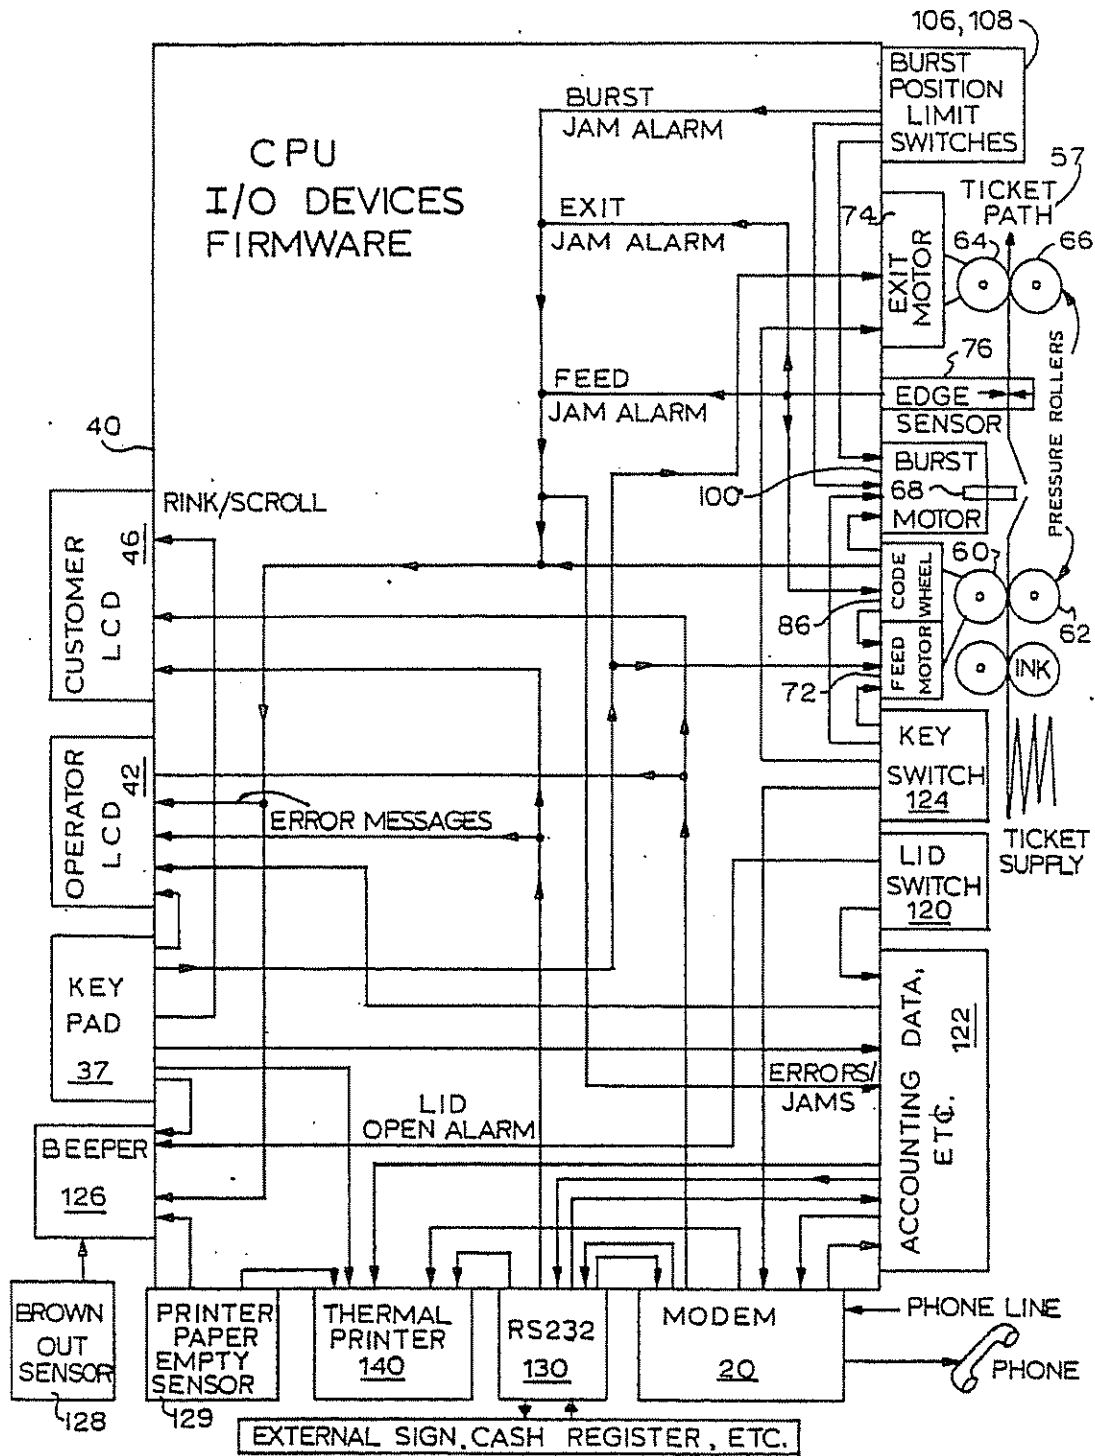 106, 108
BURST
POSITION
LIMIT
SWITCHES
BURST
JAM ALARM
CPU
I/O DEVICES
FIRMWARE
57
TICKET
PATH
EXIT
JAM ALARM
74
EXIT MOTOR
64
66
76
FEED
JAM ALARM
EDGE
SENSOR
PRESSURE ROLLERS
40
BURST
68
MOTOR
100
RINK/SCROLL
CUSTOMER
LCD
46
60
CODE
WHEEL
86
62
FEED
MOTOR
72
INK
KEY
SWITCH
124
OPERATOR
LCD
42
ERROR MESSAGES
TICKET
SUPPLY
LID
SWITCH
120
KEY
PAD
37
ACCOUNTING DATA,
ETC.
122
ERRORS/
JAMS
LID
OPEN ALARM
BEEPER
126
BROWN
OUT
SENSOR
128
PRINTER
PAPER
EMPTY
SENSOR
129
THERMAL
PRINTER
140
RS232
130
MODEM
20
PHONE LINE
PHONE
EXTERNAL SIGN, CASH REGISTER, ETC.